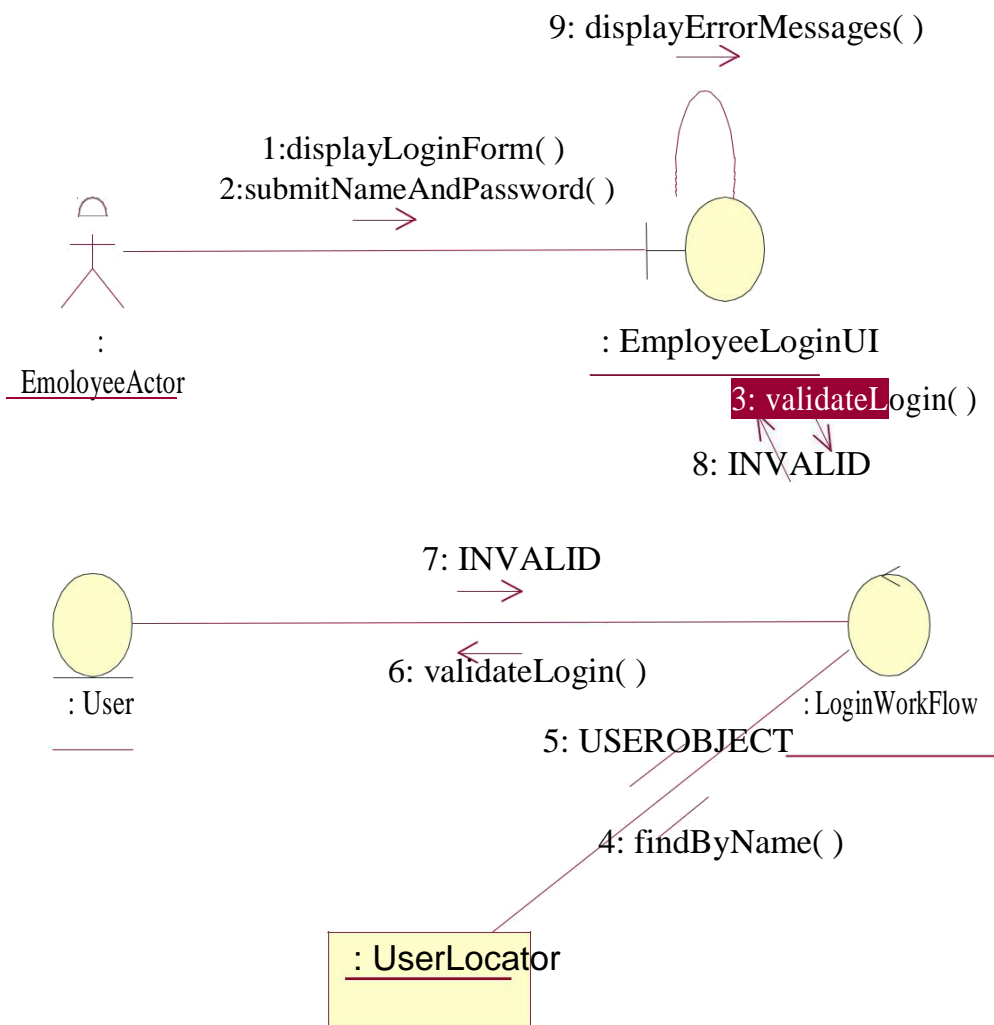 9: displayErrorMessages( )
1:displayLoginForm( )
2:submitNameAndPassword( )
:
EmoloyeeActor
: EmployeeLoginUI
3: validateLogin( )
8: INVALID
7: INVALID
6: validateLogin( )
: User
: LoginWorkFlow
5: USEROBJECT
4: findByName( )
: UserLocator